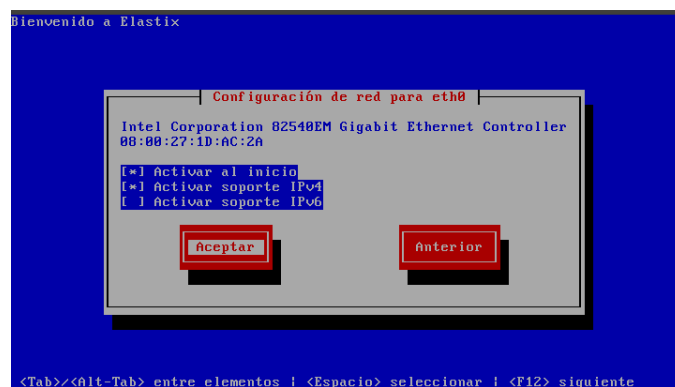 Bienvenido a Elastix
Configuración de red para eth0
Intel Corporation 82540EM Gigabit Ethernet Controller
08:00:27:1D:AC:2A
[*] Activar al inicio
[*] Activar soporte IPv4
[ ] Activar soporte IPv6
Aceptar
Anterior
<Tab>/<Alt-Tab> entre elementos | <Espacio> seleccionar | <F12> siguiente